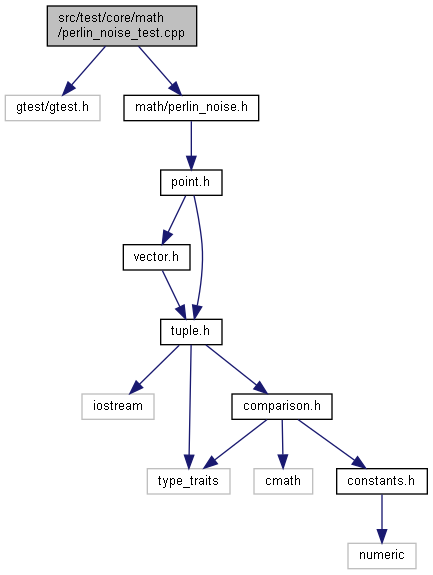 src/test/core/math
/perlin_noise_test.cpp
gtest/gtest.h
math/perlin_noise.h
point.h
vector.h
tuple.h
iostream
comparison.h
type_traits
cmath
constants.h
numeric